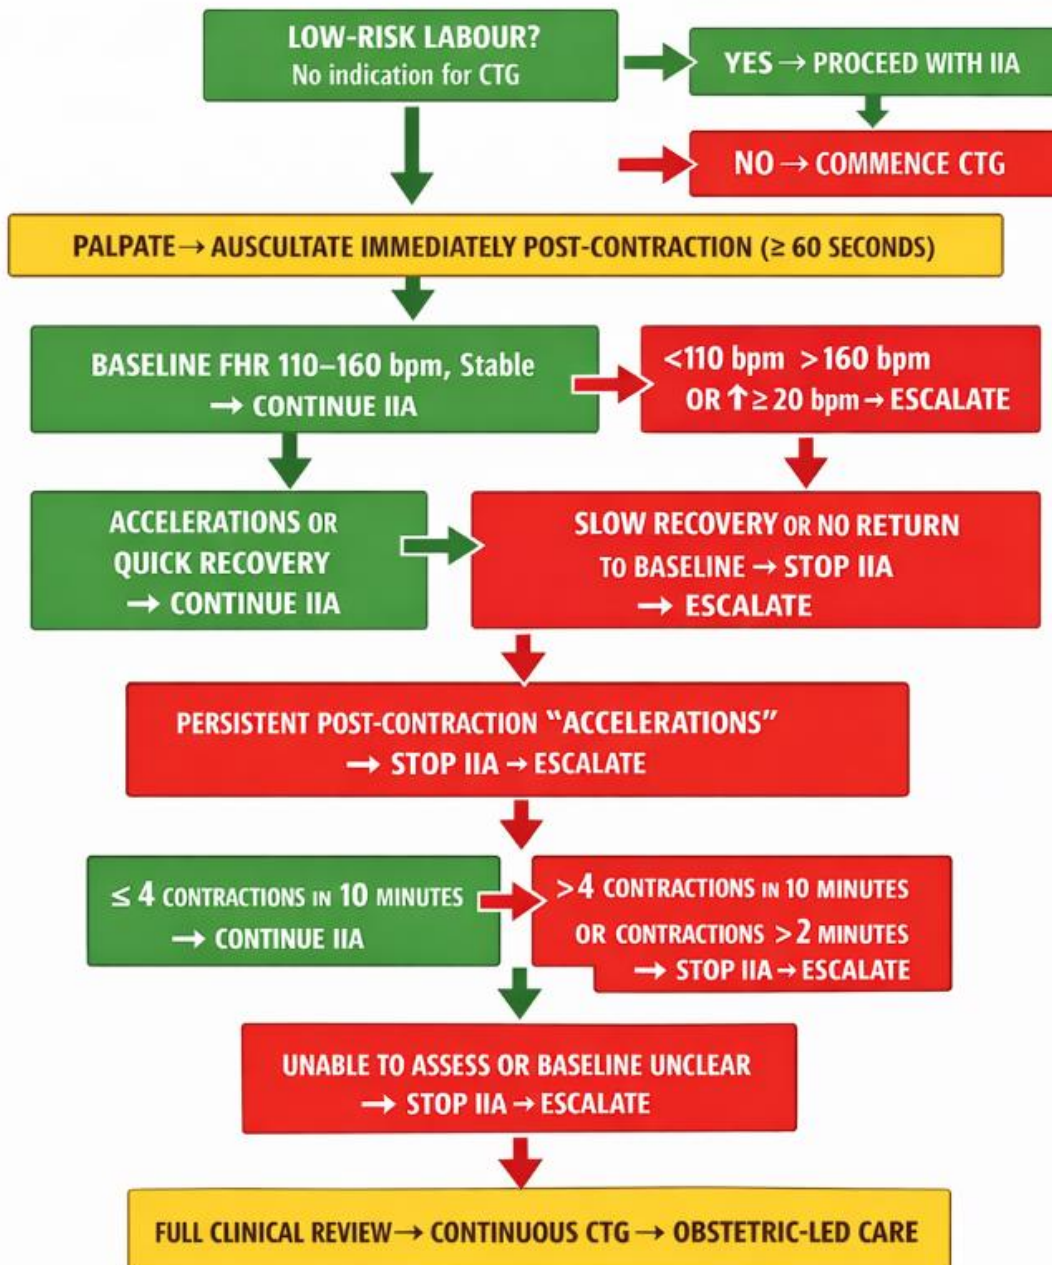 LOW-RISK LABOUR?
No indication for CTG
YES → PROCEED WITH IIA
NO → COMMENCE CTG
PALPATE → AUSCULTATE IMMEDIATELY POST-CONTRACTION (≥ 60 SECONDS)
BASELINE FHR 110–160 bpm, Stable
→ CONTINUE IIA
<110 bpm >160 bpm
OR ↑ ≥ 20 bpm → ESCALATE
ACCELERATIONS OR
QUICK RECOVERY
→ CONTINUE IIA
SLOW RECOVERY OR NO RETURN
TO BASELINE → STOP IIA
→ ESCALATE
PERSISTENT POST-CONTRACTION “ACCELERATIONS”
→ STOP IIA → ESCALATE
≤ 4 CONTRACTIONS IN 10 MINUTES
→ CONTINUE IIA
>4 CONTRACTIONS IN 10 MINUTES
OR CONTRACTIONS >2 MINUTES
→ STOP IIA → ESCALATE
UNABLE TO ASSESS OR BASELINE UNCLEAR
→ STOP IIA → ESCALATE
FULL CLINICAL REVIEW → CONTINUOUS CTG → OBSTETRIC-LED CARE